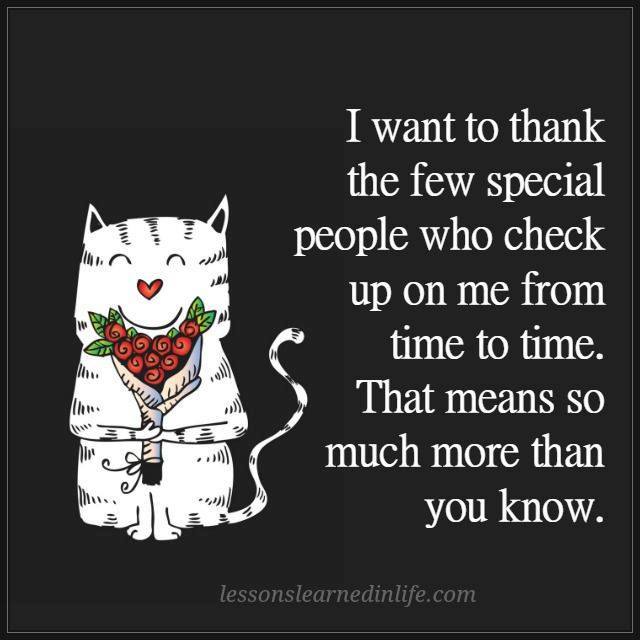 I want to thank
the few special
people who check
up on me from
time to time.
That means so
much more than
you know.
lessonslearnedinlife.com